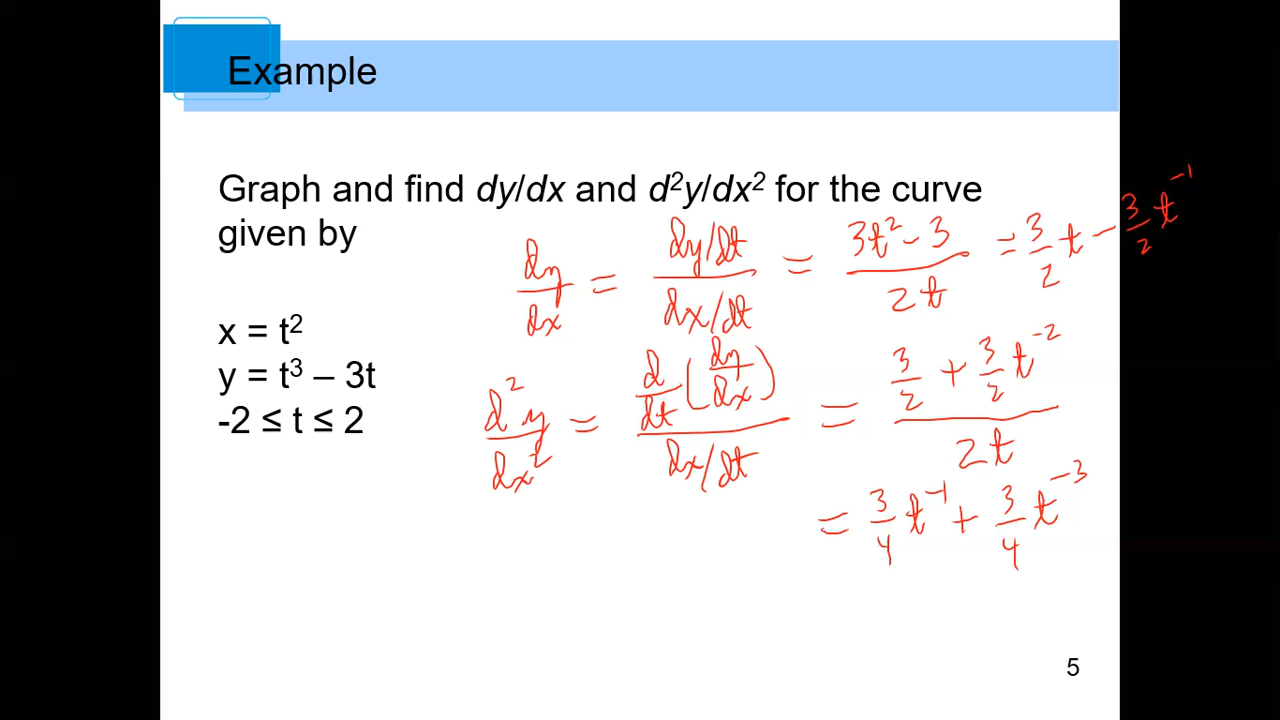 Example
Graph and find dy/dx and d²y/dx² for the curve
given by
dy/dx = (dy/dt)/(dx/dt) = (3t² - 3)/(2t) = 3/2 t - 3/2 t⁻¹
x = t²
y = t³ – 3t
-2 ≤ t ≤ 2
d²y/dx² = (d/dt (dy/dx))/(dx/dt) = (3/2 + 3/2 t⁻²)/(2t)
= 3/4 t⁻¹ + 3/4 t⁻³
5